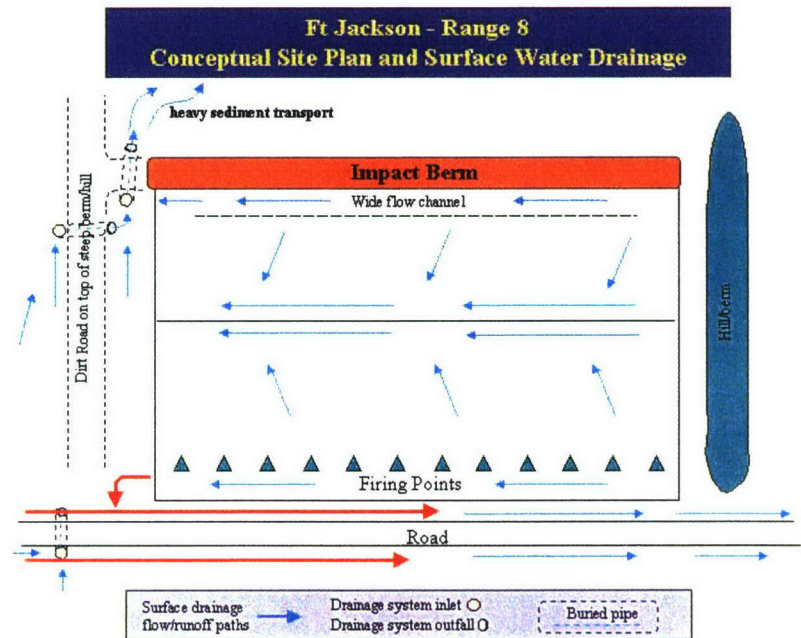 Ft Jackson - Range 8
Conceptual Site Plan and Surface Water Drainage
heavy sediment transport
Impact Berm
Wide flow channel
Dirt Road on top of steep berm/hill
Hill/berm
Firing Points
Road
Surface drainage
flow/runoff paths
Drainage system inlet
Drainage system outfall
Buried pipe